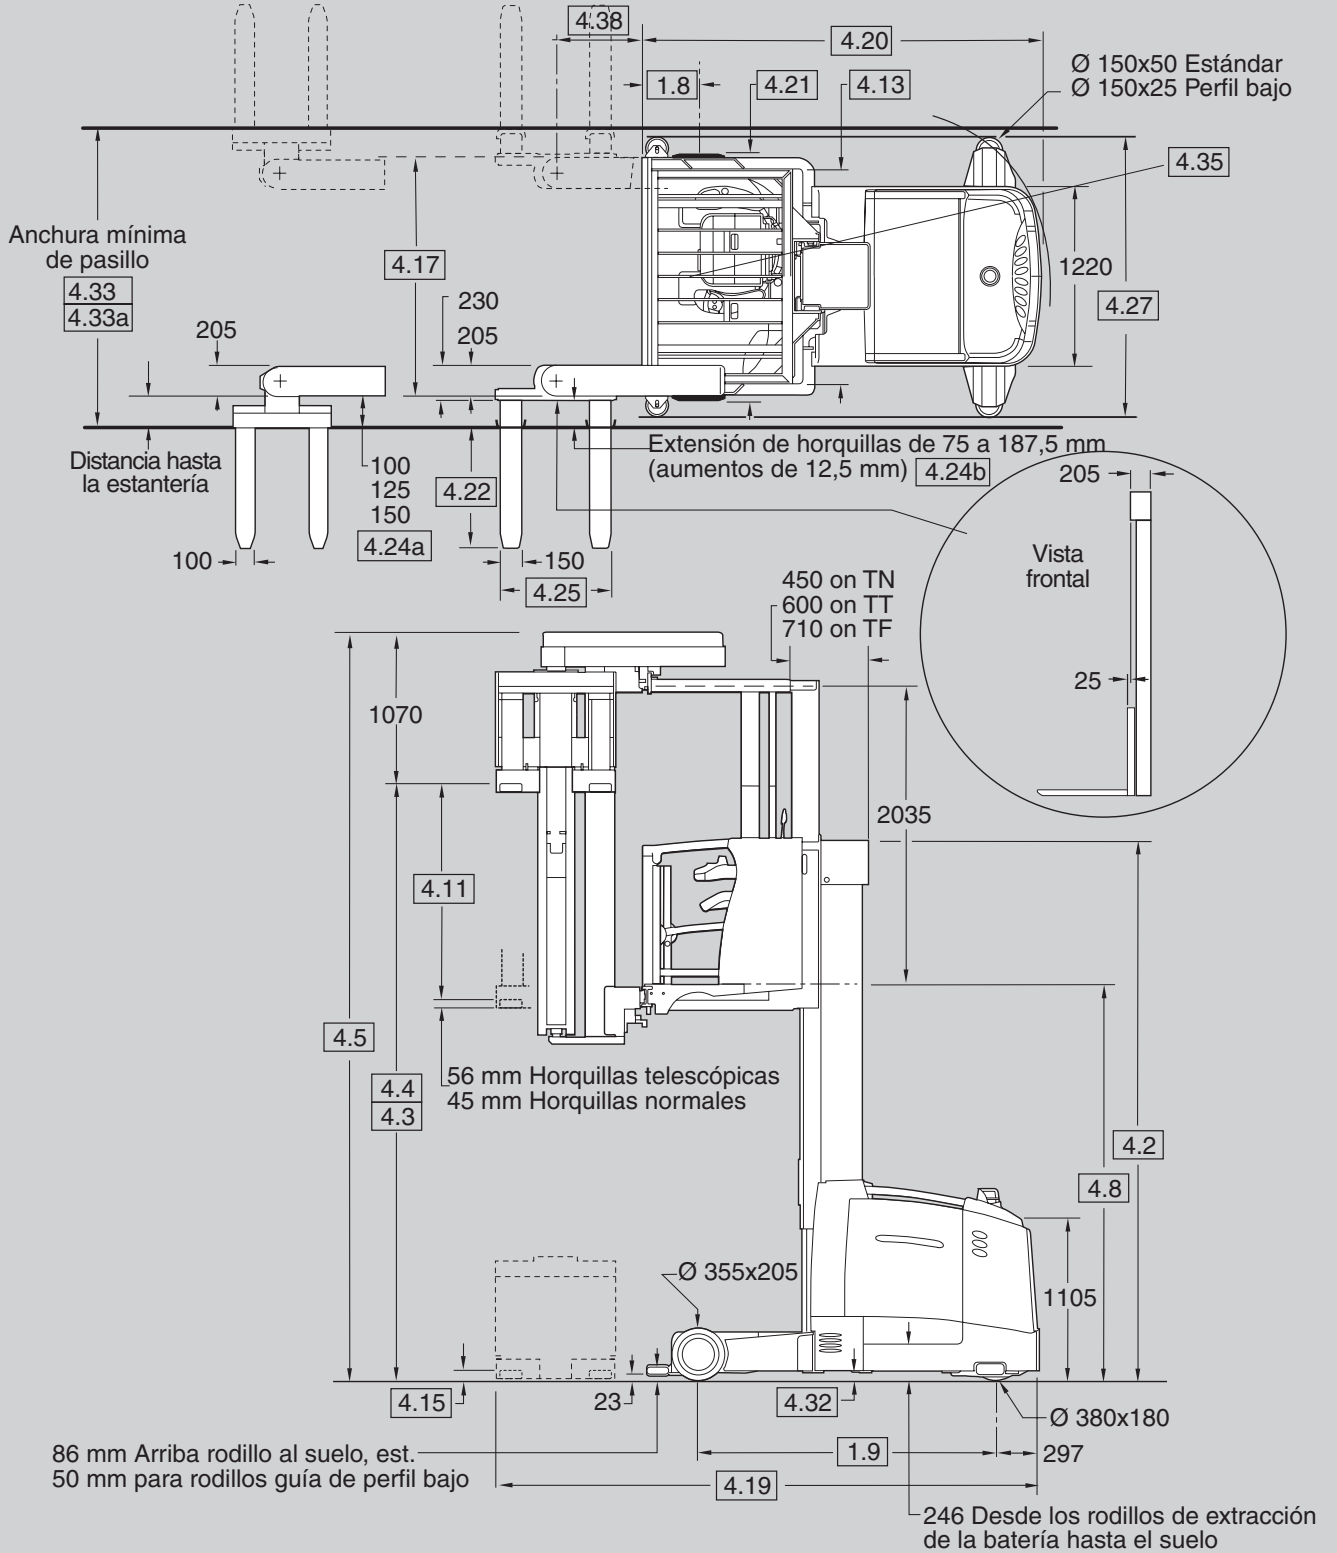 4.38
4.20
Ø 150x50 Estándar
Ø 150x25 Perfil bajo
1.8
4.21
4.13
4.35
Anchura mínima
de pasillo
4.33
4.33a
4.17
1220
4.27
230
205
205
Extensión de horquillas de 75 a 187,5 mm
(aumentos de 12,5 mm) 4.24b
Distancia hasta
la estantería
100
125
150
4.24a
4.22
100
150
4.25
205
Vista
frontal
25
450 on TN
600 on TT
710 on TF
1070
2035
4.11
4.5
4.4
4.3
56 mm Horquillas telescópicas
45 mm Horquillas normales
4.2
4.8
Ø 355x205
1105
4.15
23
4.32
Ø 380x180
86 mm Arriba rodillo al suelo, est.
50 mm para rodillos guía de perfil bajo
1.9
297
4.19
246 Desde los rodillos de extracción
de la batería hasta el suelo